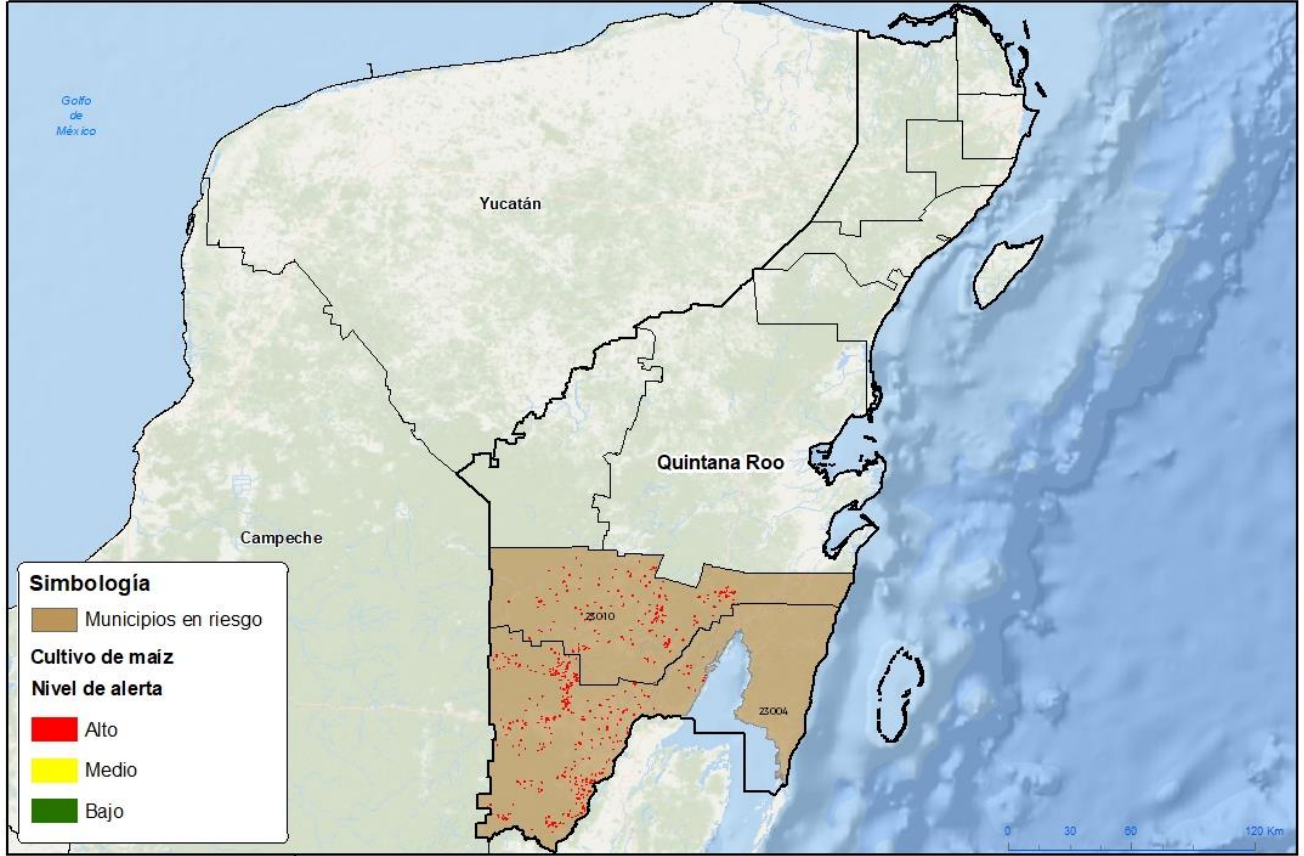 Golfo
de
México
Yucatán
Quintana Roo
Campeche
Simbología
Municipios en riesgo
Cultivo de maíz
Nivel de alerta
Alto
Medio
Bajo
23010
23004
0 30 60 120 Km